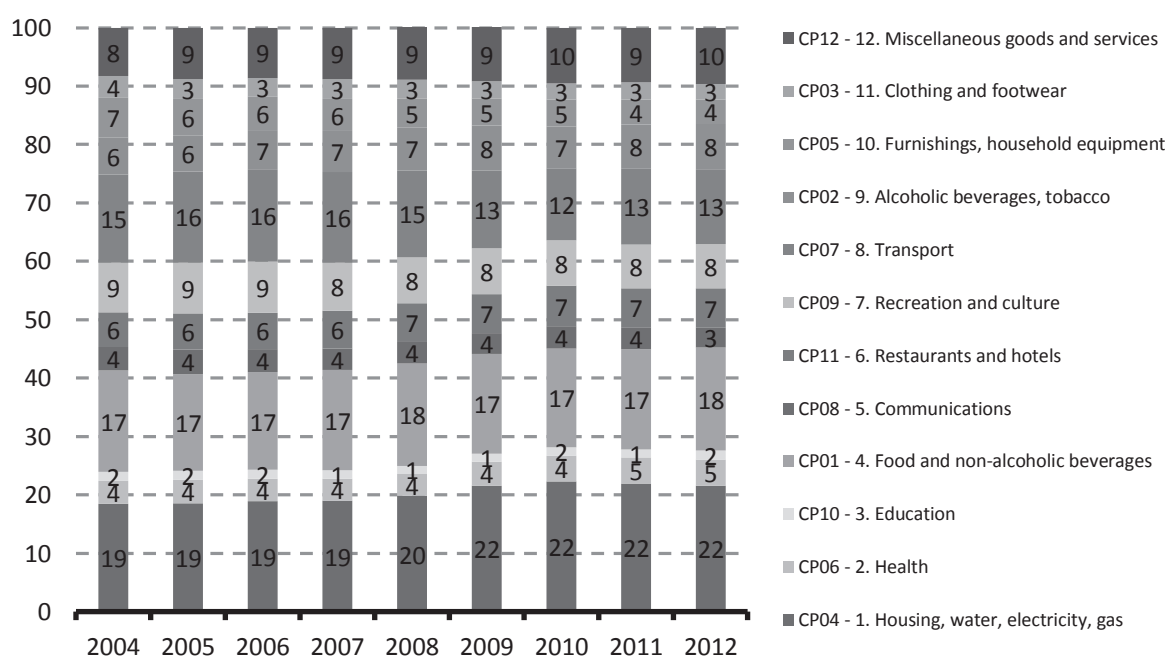 100
90
80
70
60
50
40
30
20
10
0
8 9 9 9 9 9 10 9 10
4 3 3 3 3 3 3 3 3
7 6 6 6 5 5 5 4 4
6 6 7 7 7 8 7 8 8
15 16 16 16 15 13 12 13 13
9 9 9 8 8 8 8 8 8
6 6 6 6 7 7 7 7 7
4 4 4 4 4 4 4 4 3
17 17 17 17 18 17 17 17 18
2 2 2 1 1 1 2 1 2
4 4 4 4 4 4 4 5 5
19 19 19 19 20 22 22 22 22
2004 2005 2006 2007 2008 2009 2010 2011 2012
CP12 - 12. Miscellaneous goods and services
CP03 - 11. Clothing and footwear
CP05 - 10. Furnishings, household equipment
CP02 - 9. Alcoholic beverages, tobacco
CP07 - 8. Transport
CP09 - 7. Recreation and culture
CP11 - 6. Restaurants and hotels
CP08 - 5. Communications
CP01 - 4. Food and non-alcoholic beverages
CP10 - 3. Education
CP06 - 2. Health
CP04 - 1. Housing, water, electricity, gas